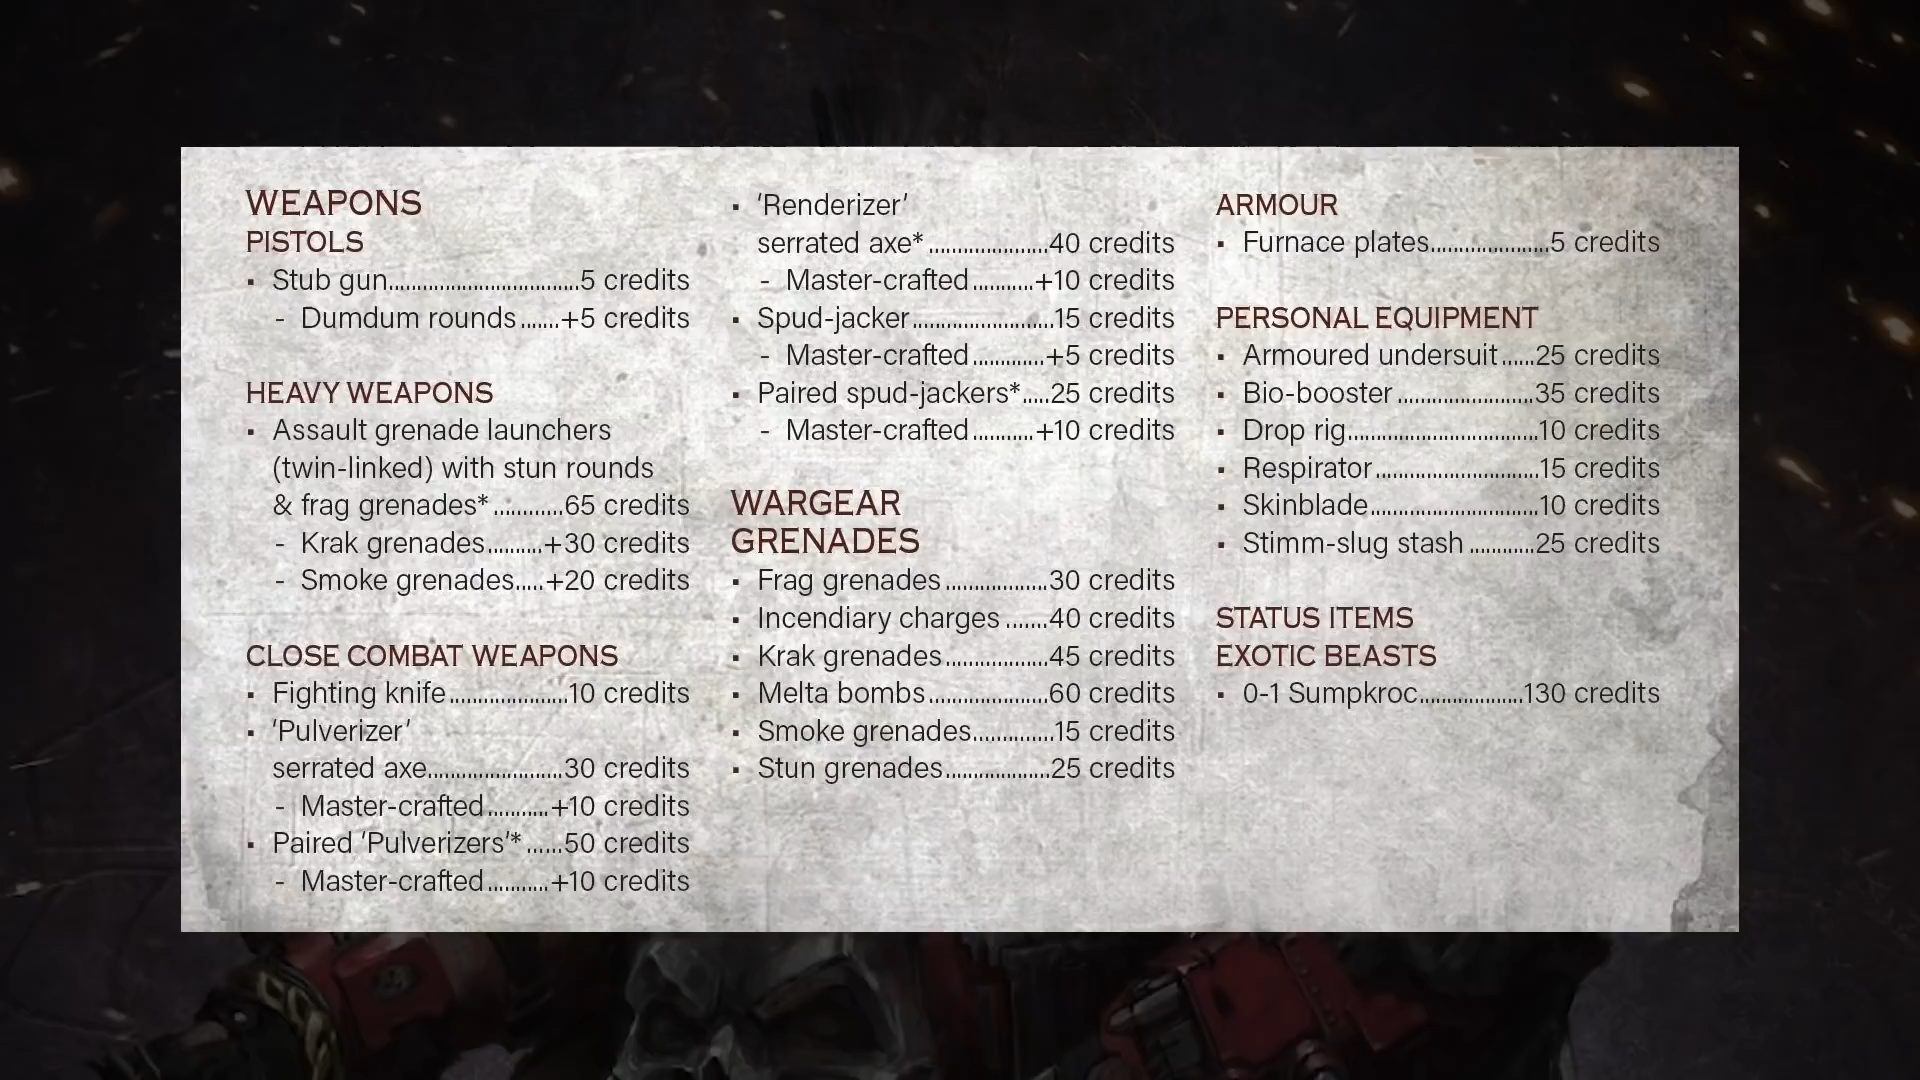 WEAPONS
PISTOLS
▪ Stub gun.................................5 credits
- Dumdum rounds.......+5 credits
HEAVY WEAPONS
▪ Assault grenade launchers
(twin-linked) with stun rounds
& frag grenades*............65 credits
- Krak grenades.........+30 credits
- Smoke grenades.....+20 credits
CLOSE COMBAT WEAPONS
▪ Fighting knife....................10 credits
▪ ‘Pulverizer’
serrated axe.......................30 credits
- Master-crafted..........+10 credits
▪ Paired ‘Pulverizers’*......50 credits
- Master-crafted..........+10 credits
▪ ‘Renderizer’
serrated axe*....................40 credits
- Master-crafted..........+10 credits
▪ Spud-jacker........................15 credits
- Master-crafted............+5 credits
▪ Paired spud-jackers*.....25 credits
- Master-crafted..........+10 credits
WARGEAR
GRENADES
▪ Frag grenades.................30 credits
▪ Incendiary charges.......40 credits
▪ Krak grenades.................45 credits
▪ Melta bombs....................60 credits
▪ Smoke grenades..............15 credits
▪ Stun grenades..................25 credits
ARMOUR
▪ Furnace plates....................5 credits
PERSONAL EQUIPMENT
▪ Armoured undersuit......25 credits
▪ Bio-booster.......................35 credits
▪ Drop rig................................10 credits
▪ Respirator............................15 credits
▪ Skinblade.............................10 credits
▪ Stimm-slug stash...........25 credits
STATUS ITEMS
EXOTIC BEASTS
▪ 0-1 Sumpkroc.................130 credits